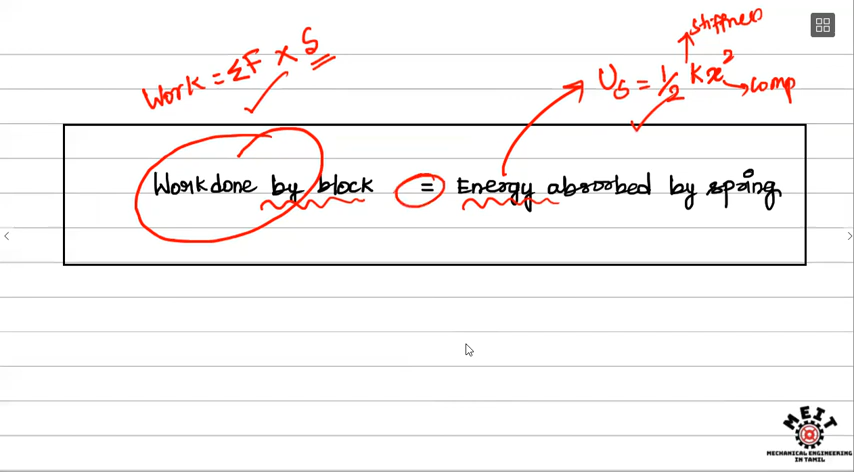 stiffness
Work = ΣF × S
Us = 1/2 Kx² → comp
Workdone by block = Energy absorbed by spring
MEIT
MECHANICAL ENGINEERING
IN TAMIL